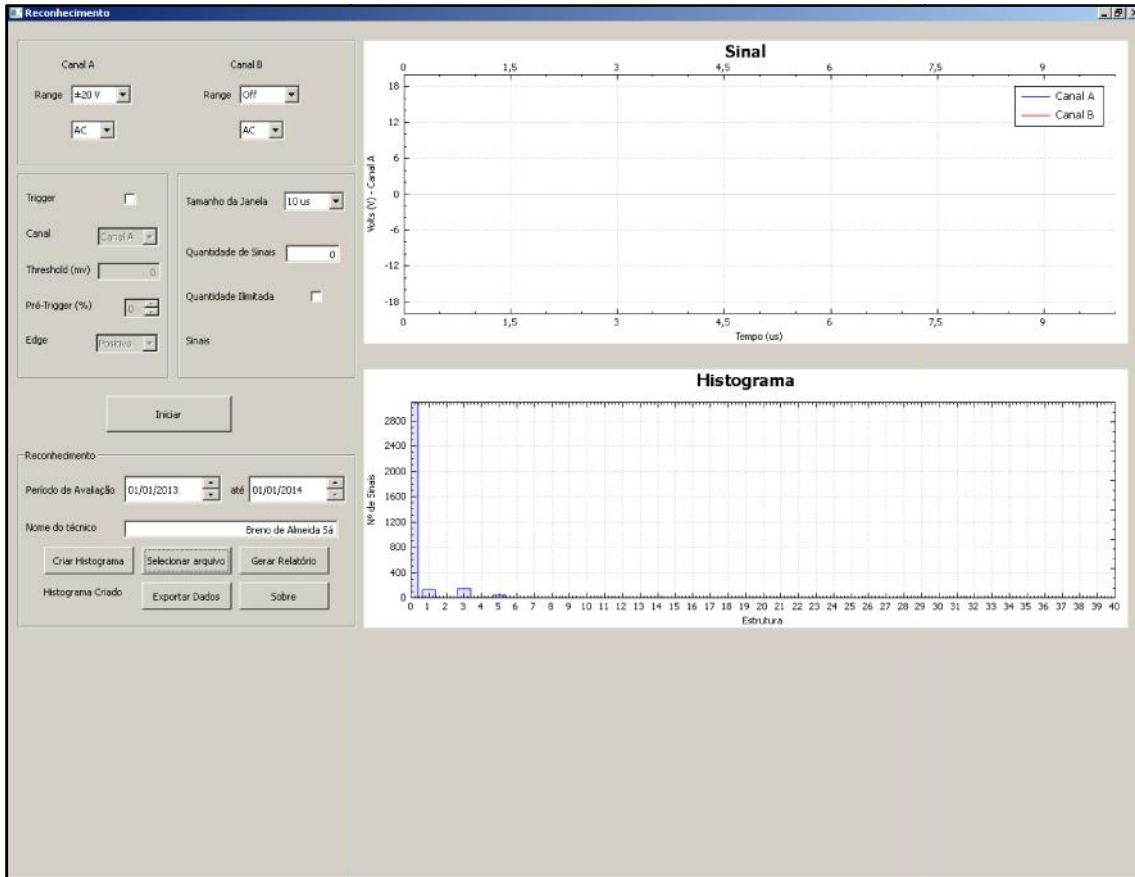 Reconhecimento
Canal A
Canal B
Range ±20 V
Range Off
AC
AC
Trigger
Canal Canal A
Threshold (mv) 0
Pré-Trigger (%) 0
Edge Positivo
Tamanho da Janela 10 us
Quantidade de Sinais 0
Quantidade Ilimitada
Sinais
Iniciar
Reconhecimento
Período de Avaliação 01/01/2013 até 01/01/2014
Nome do técnico Breno de Almeida Sá
Criar Histograma Selecionar arquivo Gerar Relatório
Histograma Criado Exportar Dados Sobre
Sinal
0 1,5 3 4,5 6 7,5 9
Canal A
Canal B
18
12
6
0
-6
-12
-18
Volts (V) - Canal A
0 1,5 3 4,5 6 7,5 9
Tempo (us)
Histograma
2800
2400
2000
1600
1200
800
400
0
Nº de Sinais
0 1 2 3 4 5 6 7 8 9 10 11 12 13 14 15 16 17 18 19 20 21 22 23 24 25 26 27 28 29 30 31 32 33 34 35 36 37 38 39 40
Estrutura